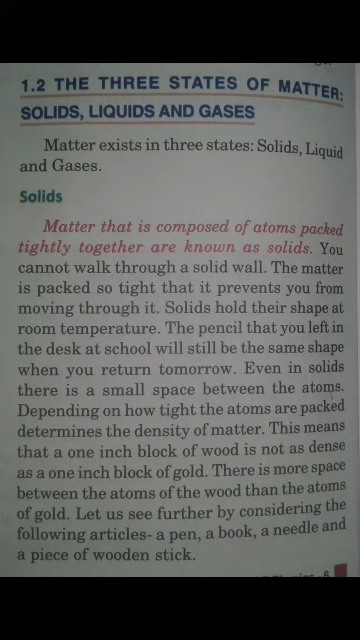 1.2 THE THREE STATES OF MATTER:
SOLIDS, LIQUIDS AND GASES
Matter exists in three states: Solids, Liquid
and Gases.
Solids
Matter that is composed of atoms packed
tightly together are known as solids. You
cannot walk through a solid wall. The matter
is packed so tight that it prevents you from
moving through it. Solids hold their shape at
room temperature. The pencil that you left in
the desk at school will still be the same shape
when you return tomorrow. Even in solids
there is a small space between the atoms.
Depending on how tight the atoms are packed
determines the density of matter. This means
that a one inch block of wood is not as dense
as a one inch block of gold. There is more space
between the atoms of the wood than the atoms
of gold. Let us see further by considering the
following articles- a pen, a book, a needle and
a piece of wooden stick.